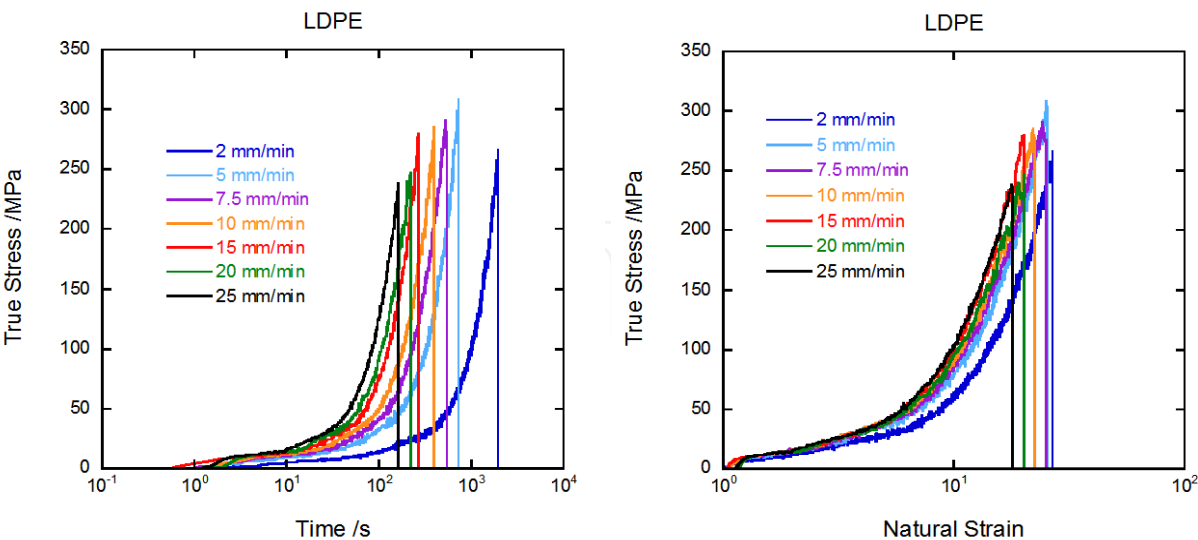 LDPE
350
300
250
200
150
100
50
0
True Stress /MPa
2 mm/min
5 mm/min
7.5 mm/min
10 mm/min
15 mm/min
20 mm/min
25 mm/min
10-1 100 101 102 103 104
Time /s
LDPE
350
300
250
200
150
100
50
0
True Stress /MPa
2 mm/min
5 mm/min
7.5 mm/min
10 mm/min
15 mm/min
20 mm/min
25 mm/min
100 101 102
Natural Strain